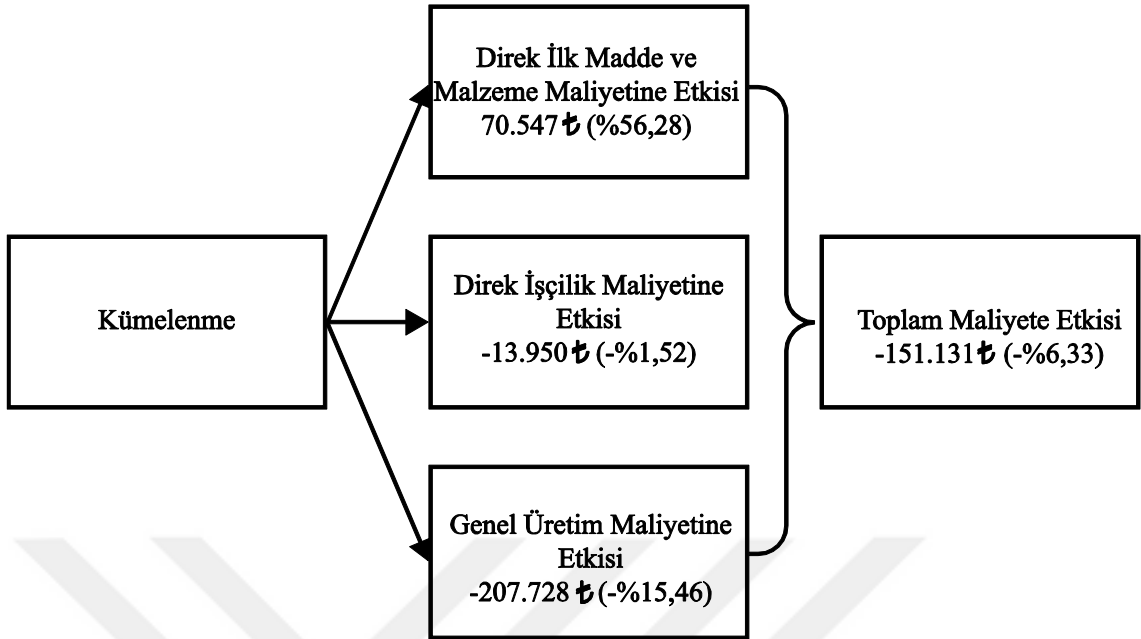 Direk İlk Madde ve
Malzeme Maliyetine Etkisi
70.547 ₺ (%56,28)
Kümelenme
Direk İşçilik Maliyetine
Etkisi
-13.950 ₺ (-%1,52)
Toplam Maliyete Etkisi
-151.131 ₺ (-%6,33)
Genel Üretim Maliyetine
Etkisi
-207.728 ₺ (-%15,46)